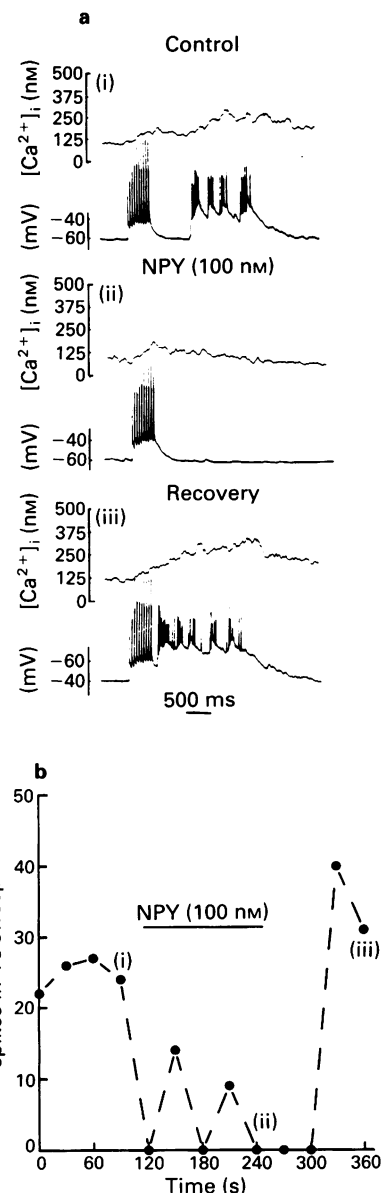 a
Control
(i)
[Ca²⁺]ᵢ (nM)
500
375
250
125
0
(mV)
−40
−60
NPY (100 nM)
(ii)
[Ca²⁺]ᵢ (nM)
500
375
250
125
0
(mV)
−40
−60
Recovery
(iii)
[Ca²⁺]ᵢ (nM)
500
375
250
125
0
(mV)
−60
−40
500 ms
b
50
40
30
20
10
0
NPY (100 nM)
(i)
(ii)
(iii)
0 60 120 180 240 300 360
Time (s)